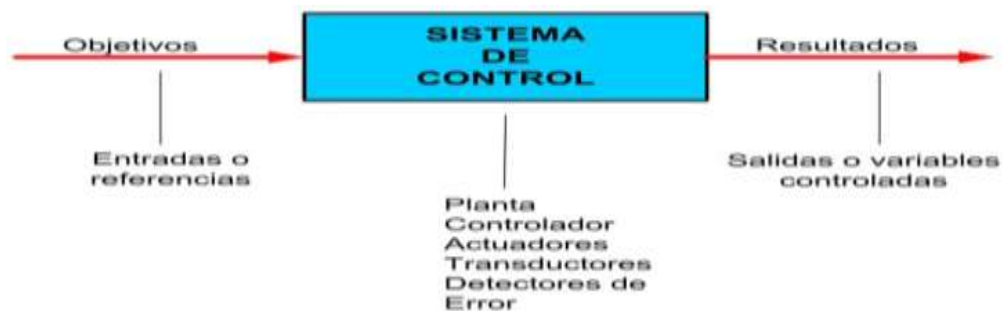 Objetivos
SISTEMA
DE
CONTROL
Resultados
Entradas o
referencias
Planta
Controlador
Actuadores
Transductores
Detectores de
Error
Salidas o variables
controladas